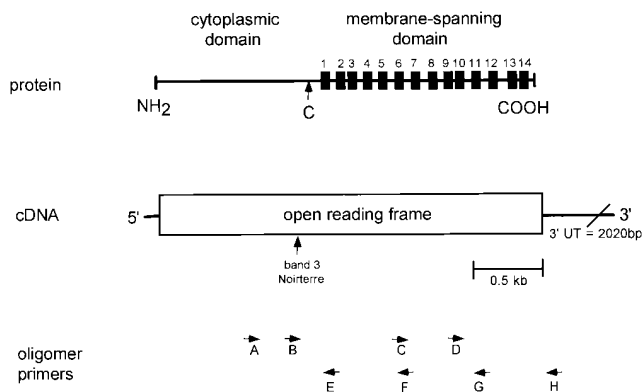 cytoplasmic domain
membrane-spanning domain
1 2 3 4 5 6 7 8 9 10 11 12 13 14
protein
NH2
C
COOH
cDNA
5'
open reading frame
3'
3' UT = 2020bp
band 3
Noirterre
0.5 kb
oligomer primers
A B C D
E F G H